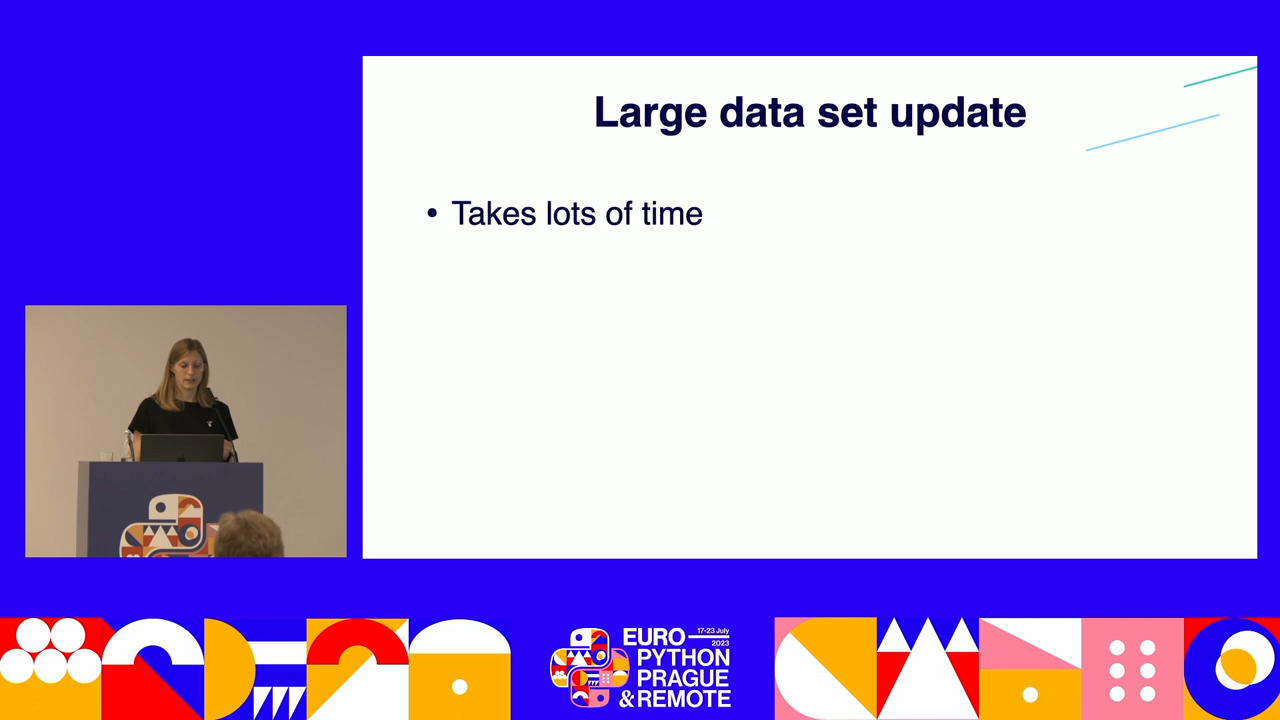 Large data set update
• Takes lots of time
EURO 17-23 July
2023
PYTHON
PRAGUE
& REMOTE